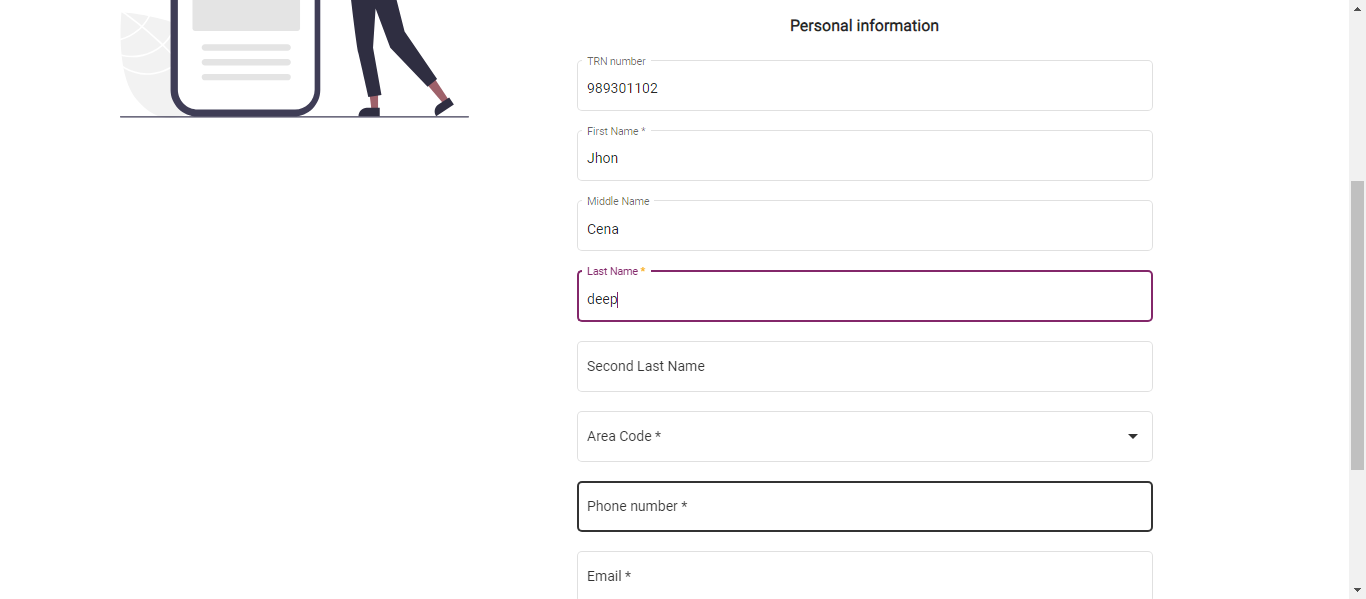 Personal information
TRN number
989301102
First Name *
Jhon
Middle Name
Cena
Last Name *
deep
Second Last Name
Area Code *
Phone number *
Email *